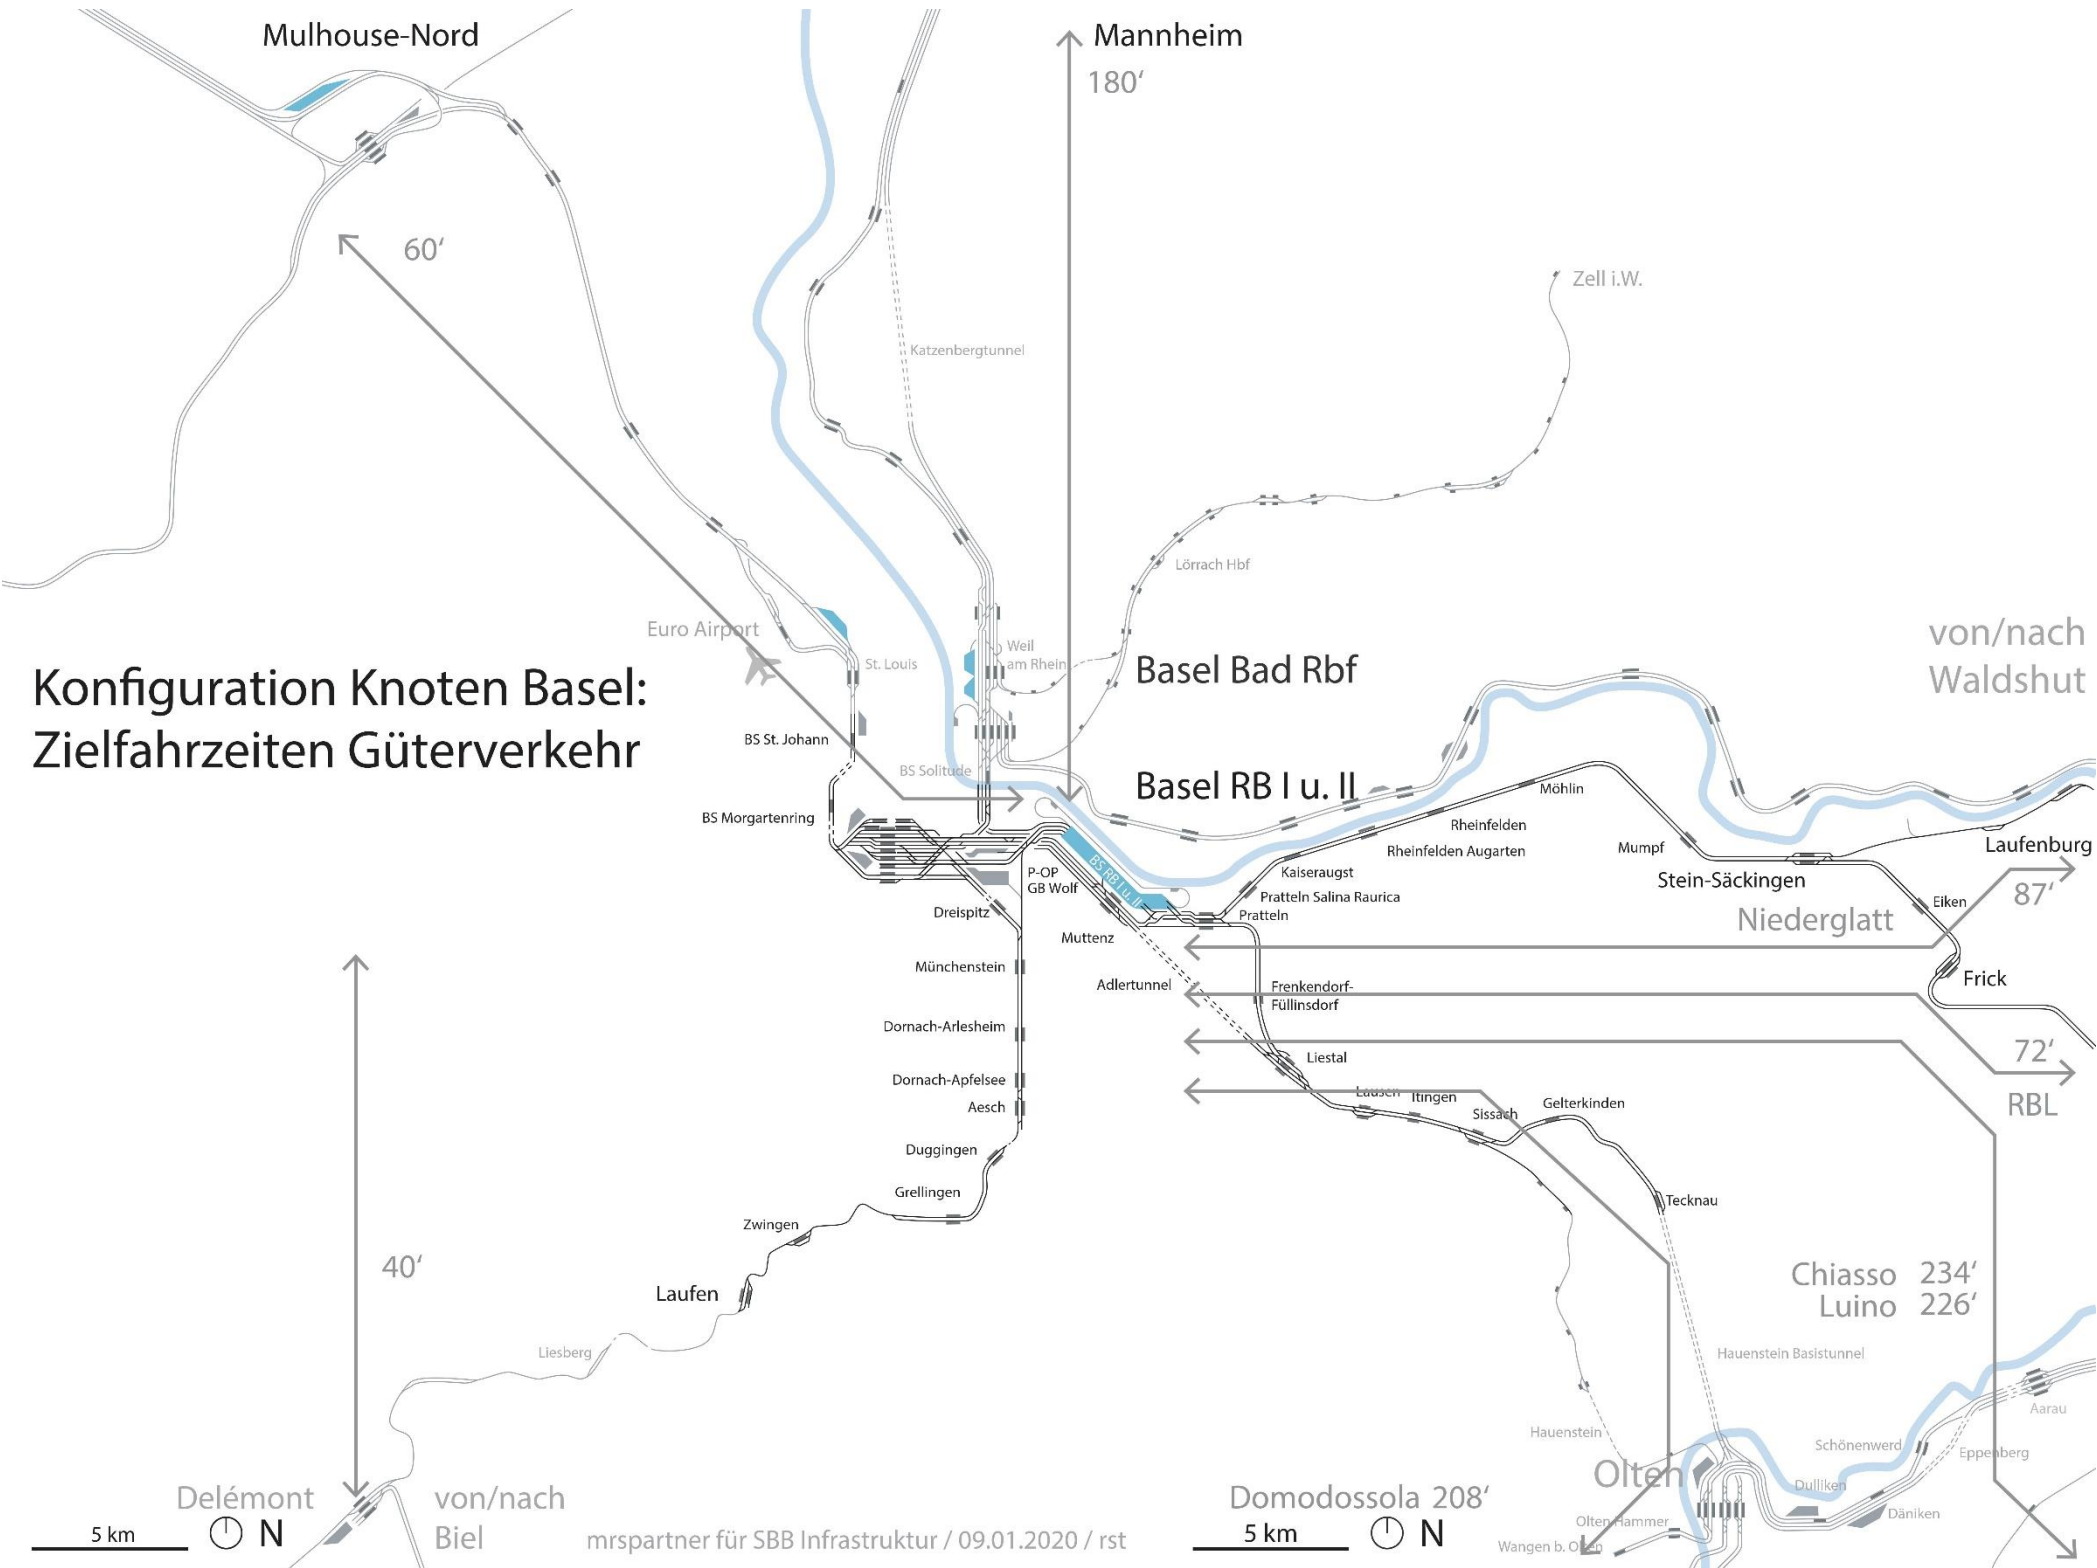 Mulhouse-Nord
Mannheim
180‘
60‘
Zell i.W.
Katzenbergtunnel
Lörrach Hbf
Euro Airport
St. Louis
Weil
am Rhein
Basel Bad Rbf
von/nach
Waldshut
Konfiguration Knoten Basel:
Zielfahrzeiten Güterverkehr
BS St. Johann
BS Solitude
Basel RB I u. II
BS Morgartenring
Möhlin
Rheinfelden
Rheinfelden Augarten
Mumpf
Laufenburg
BS RB I u. II
P-OP
GB Wolf
Kaiseraugst
Stein-Säckingen
Pratteln Salina Raurica
87‘
Dreispitz
Pratteln
Niederglatt
Eiken
Muttenz
Münchenstein
Adlertunnel
Frenkendorf-
Füllinsdorf
Frick
Dornach-Arlesheim
Liestal
72‘
Dornach-Apfelsee
Lausen
Itingen
Gelterkinden
RBL
Aesch
Sissach
Duggingen
Grellingen
Tecknau
Zwingen
40‘
Chiasso 234‘
Luino 226‘
Laufen
Liesberg
Hauenstein Basistunnel
Aarau
Hauenstein
Schönenwerd
Eppenberg
Olten
Dulliken
Däniken
Delémont
von/nach
Biel
Domodossola 208‘
5 km
N
mrspartner für SBB Infrastruktur / 09.01.2020 / rst
5 km
N
Olten Hammer
Wangen b. Olten